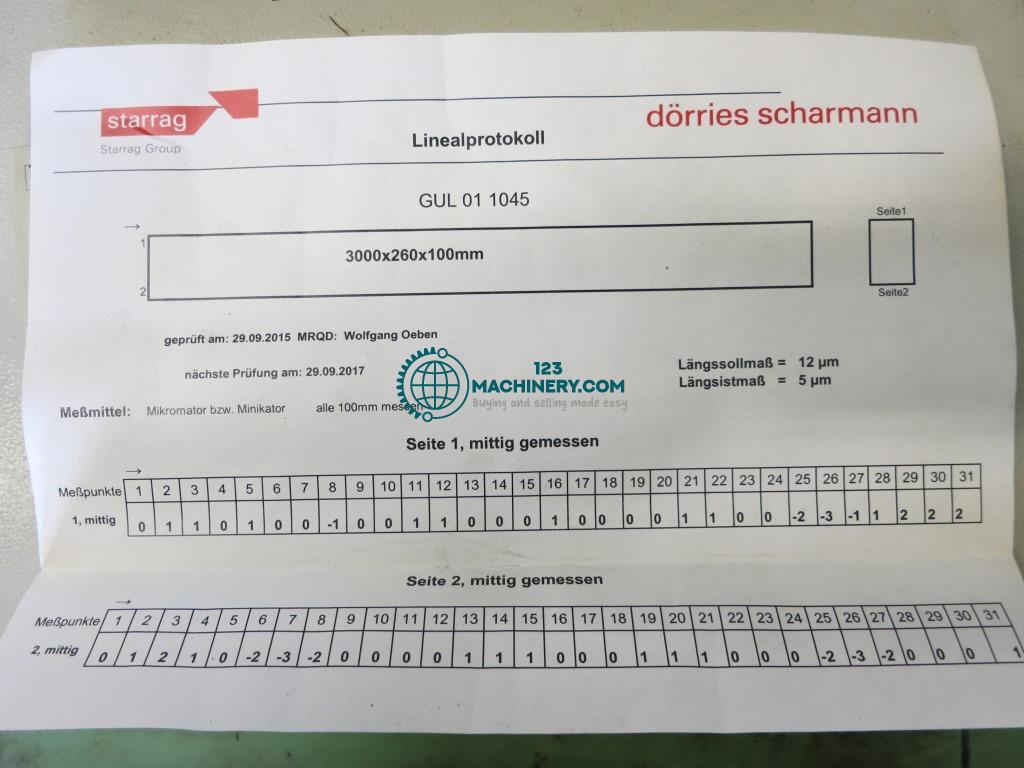 starrag
Starrag Group
dörries scharmann
Linealprotokoll
GUL 01 1045
→
1
3000x260x100mm
2
Seite1
Seite2
geprüft am: 29.09.2015 MRQD: Wolfgang Oeben
nächste Prüfung am: 29.09.2017
Längssollmaß = 12 µm
Längsistmaß = 5 µm
123
MACHINERY.COM
Buying and selling made easy
Meßmittel: Mikromator bzw. Minikator alle 100mm messen
Seite 1, mittig gemessen
→
Meßpunkte 1 2 3 4 5 6 7 8 9 10 11 12 13 14 15 16 17 18 19 20 21 22 23 24 25 26 27 28 29 30 31
1, mittig 0 1 1 0 1 0 0 -1 0 0 1 1 0 0 0 1 0 0 0 0 1 1 0 0 -2 -3 -1 1 2 2 2
Seite 2, mittig gemessen
→
Meßpunkte 1 2 3 4 5 6 7 8 9 10 11 12 13 14 15 16 17 18 19 20 21 22 23 24 25 26 27 28 29 30 31
2, mittig 0 1 2 1 0 -2 -3 -2 0 0 0 0 1 1 1 0 0 0 1 1 1 0 0 0 -2 -3 -2 0 0 0 1